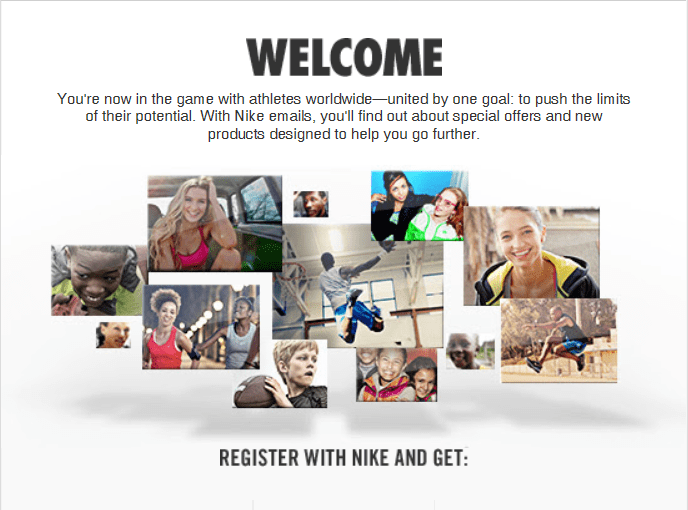 WELCOME
You're now in the game with athletes worldwide—united by one goal: to push the limits
of their potential. With Nike emails, you'll find out about special offers and new
products designed to help you go further.
REGISTER WITH NIKE AND GET: